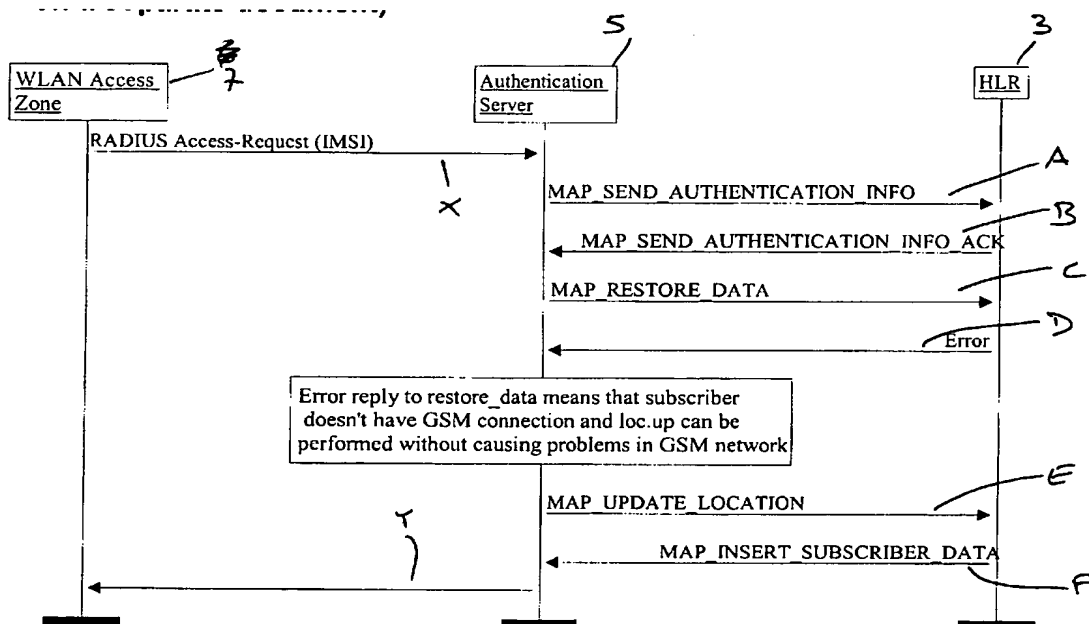 5
3
7
WLAN Access
Zone
Authentication
Server
HLR
RADIUS Access-Request (IMSI)
X
A
MAP_SEND_AUTHENTICATION_INFO
B
MAP_SEND_AUTHENTICATION_INFO_ACK
C
MAP_RESTORE_DATA
D
Error
Error reply to restore_data means that subscriber
doesn't have GSM connection and loc.up can be
performed without causing problems in GSM network
E
MAP_UPDATE_LOCATION
Y
MAP_INSERT_SUBSCRIBER_DATA
F